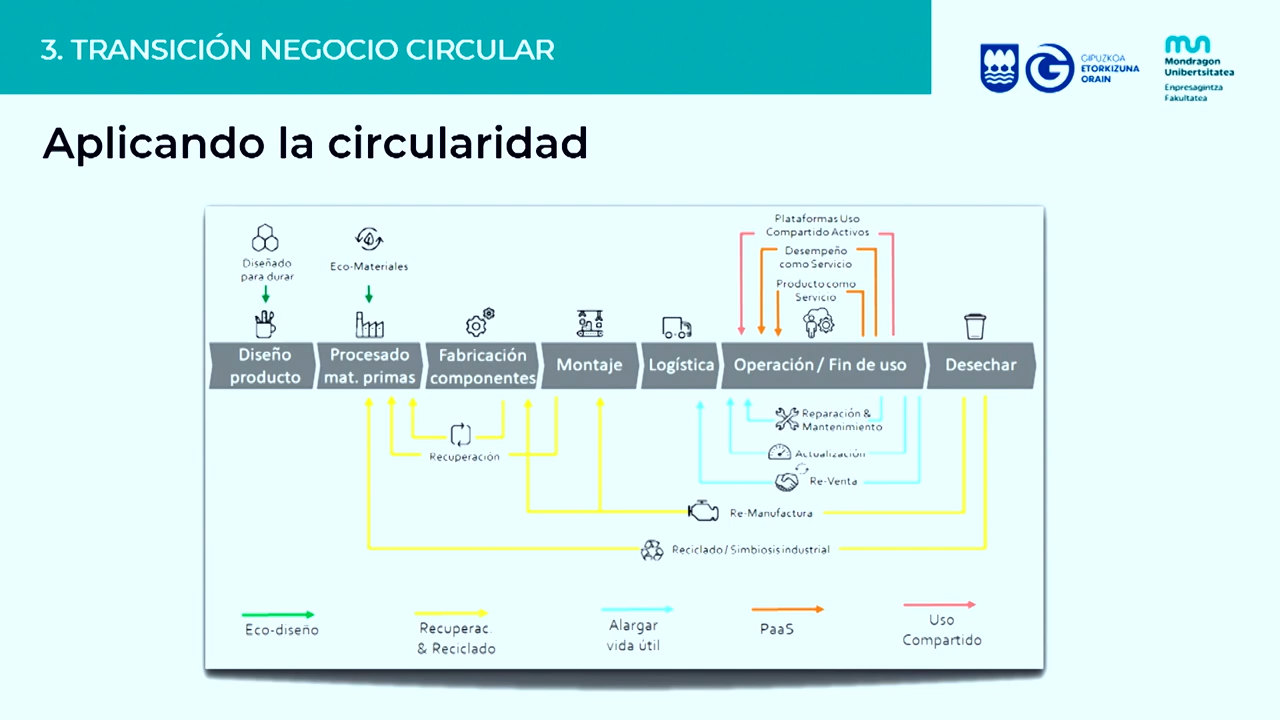 3. TRANSICIÓN NEGOCIO CIRCULAR
GIPUZKOA
ETORKIZUNA
ORAIN
Mondragon
Unibertsitatea
Enpresagintza
Fakultatea
Aplicando la circularidad
Plataformas Uso
Compartido Activos
Diseñado
para durar
Eco-Materiales
Desempeño
como Servicio
Producto como
Servicio
Diseño
producto
Procesado
mat. primas
Fabricación
componentes
Montaje
Logística
Operación / Fin de uso
Desechar
Reparación &
Mantenimiento
Recuperación
Actualización
Re-Venta
Re-Manufactura
Reciclado / Simbiosis industrial
Eco-diseño
Recuperac.
& Reciclado
Alargar
vida útil
PaaS
Uso
Compartido